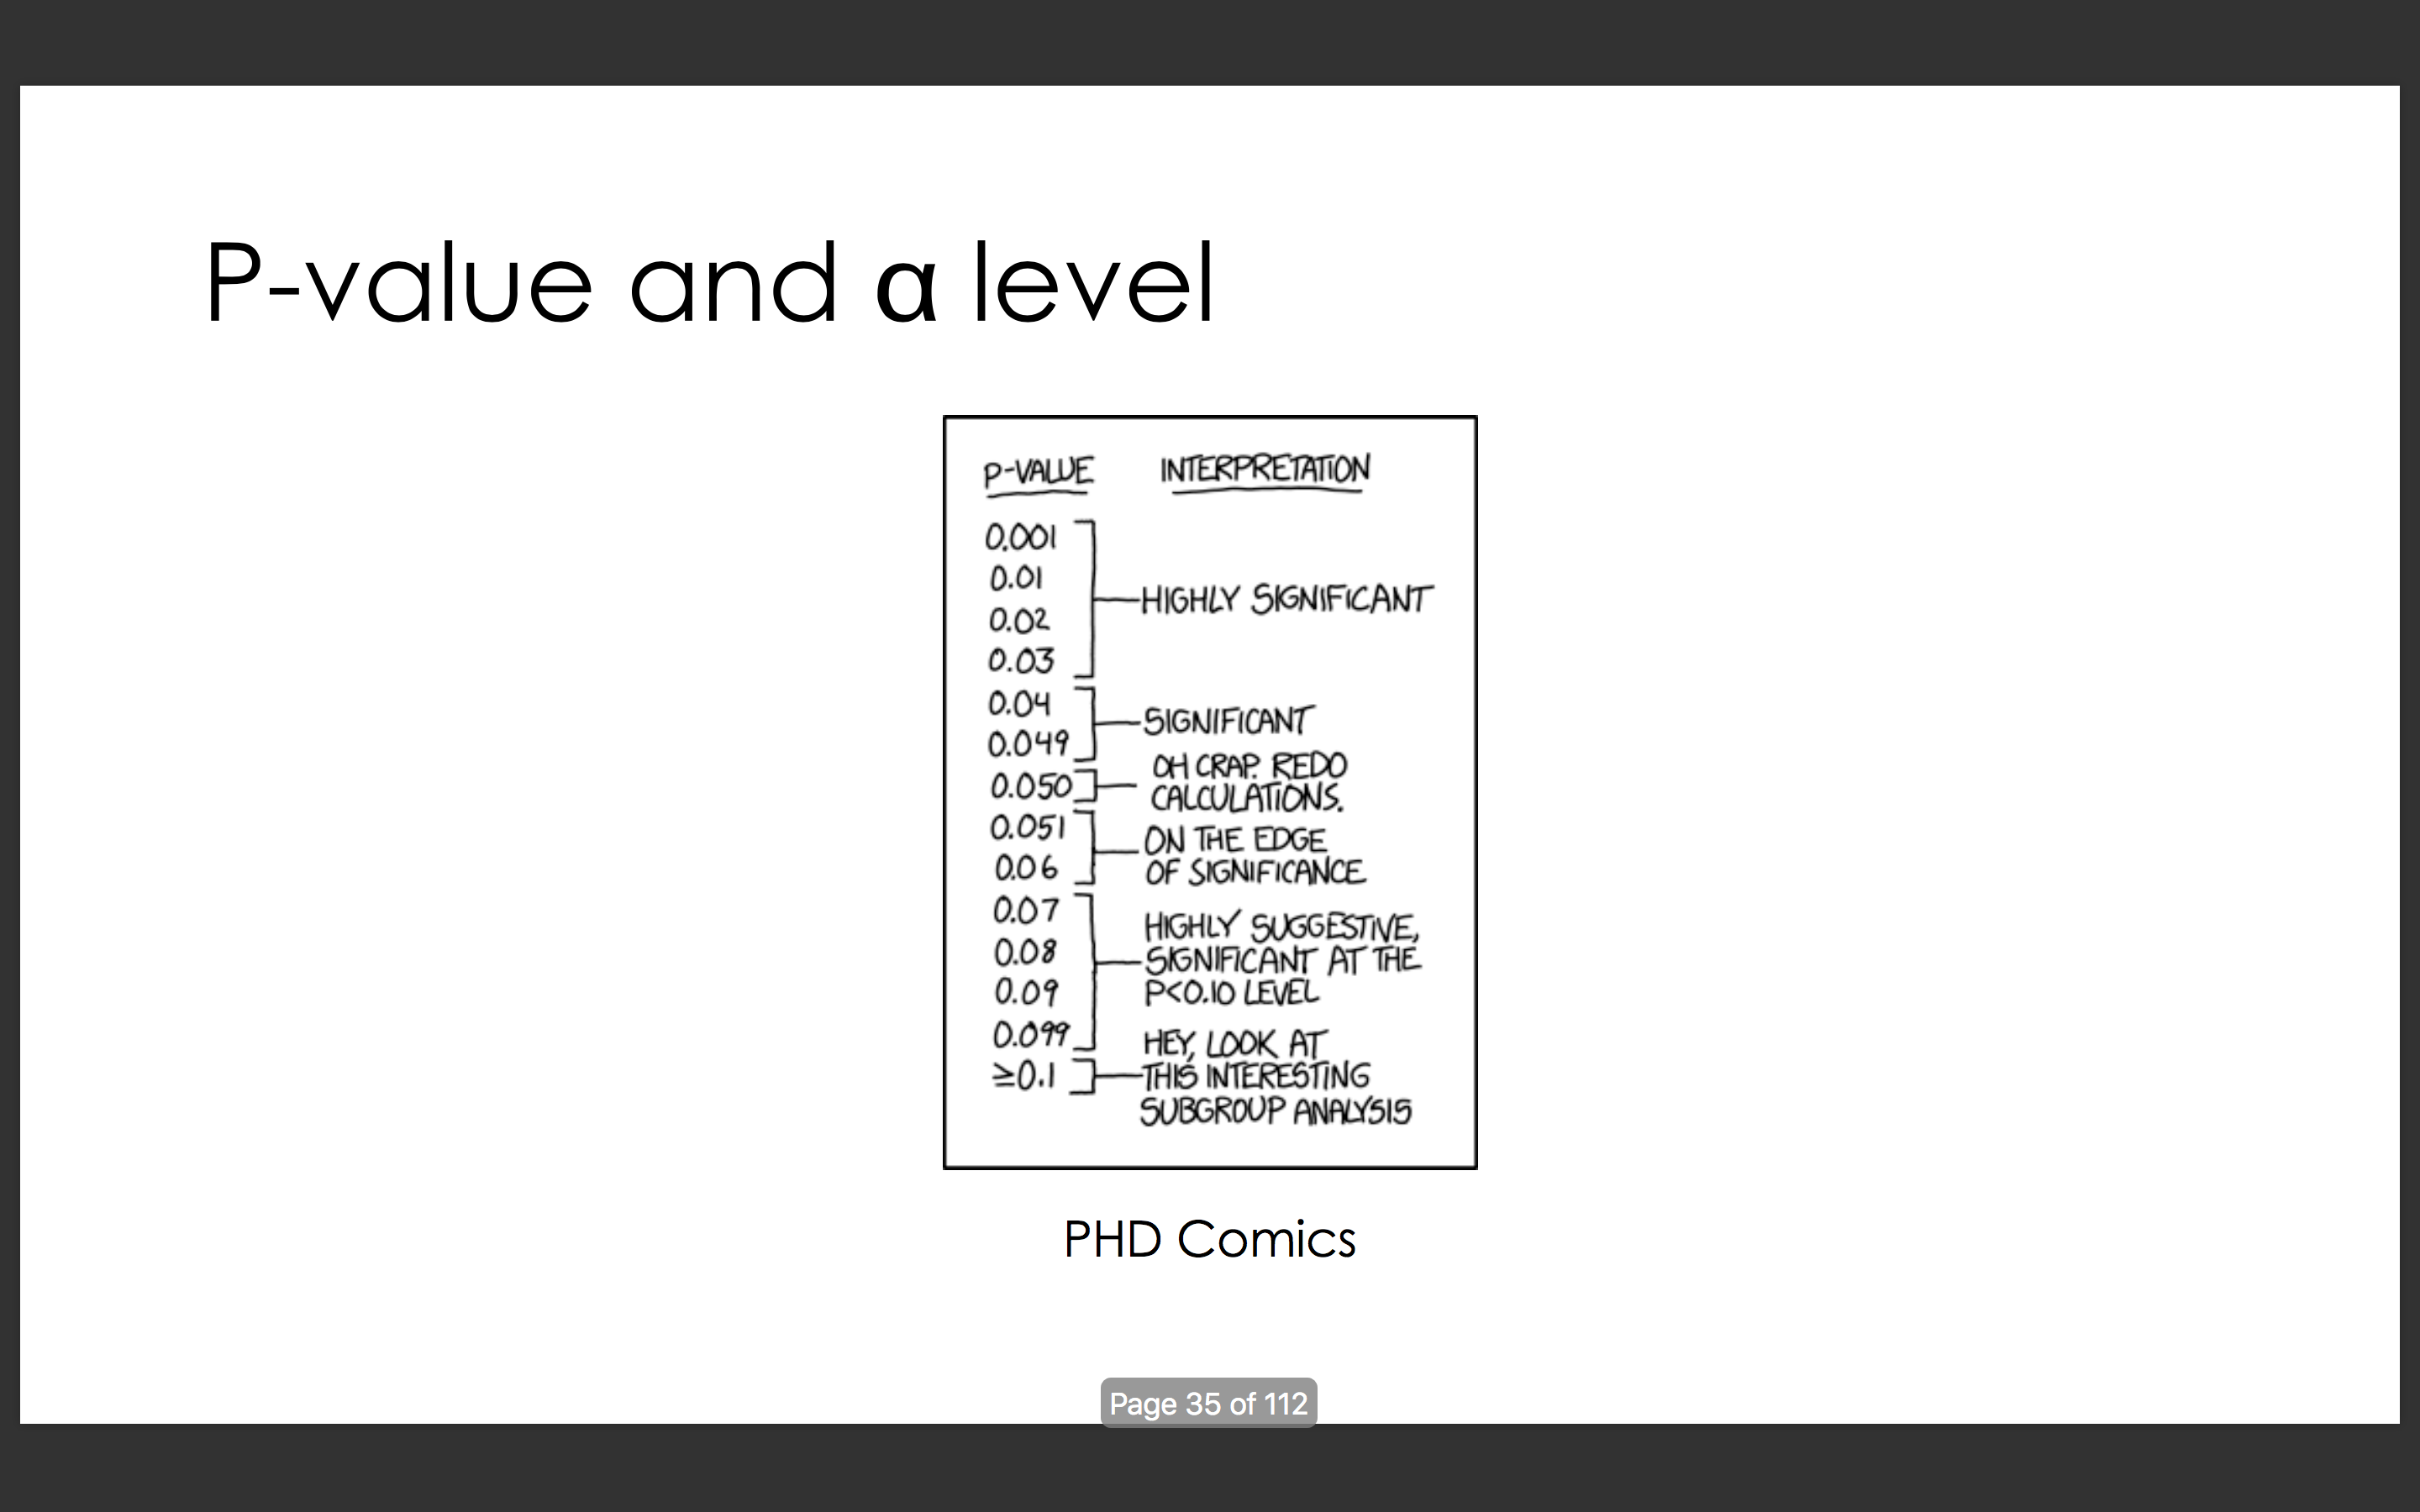 P-value and α level
P-VALUE INTERPRETATION
0.001
0.01
HIGHLY SIGNIFICANT
0.02
0.03
0.04
SIGNIFICANT
0.049
OH CRAP. REDO
0.050
CALCULATIONS.
0.051
ON THE EDGE
0.06
OF SIGNIFICANCE
0.07
HIGHLY SUGGESTIVE,
0.08
SIGNIFICANT AT THE
0.09
P<0.10 LEVEL
0.099
HEY, LOOK AT
≥0.1
THIS INTERESTING
SUBGROUP ANALYSIS
PHD Comics
Page 35 of 112